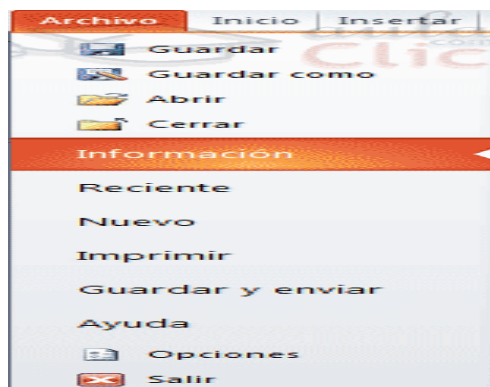 Archivo Inicio Insertar
Guardar
Guardar como
Abrir
Cerrar
Información
Reciente
Nuevo
Imprimir
Guardar y enviar
Ayuda
Opciones
Salir